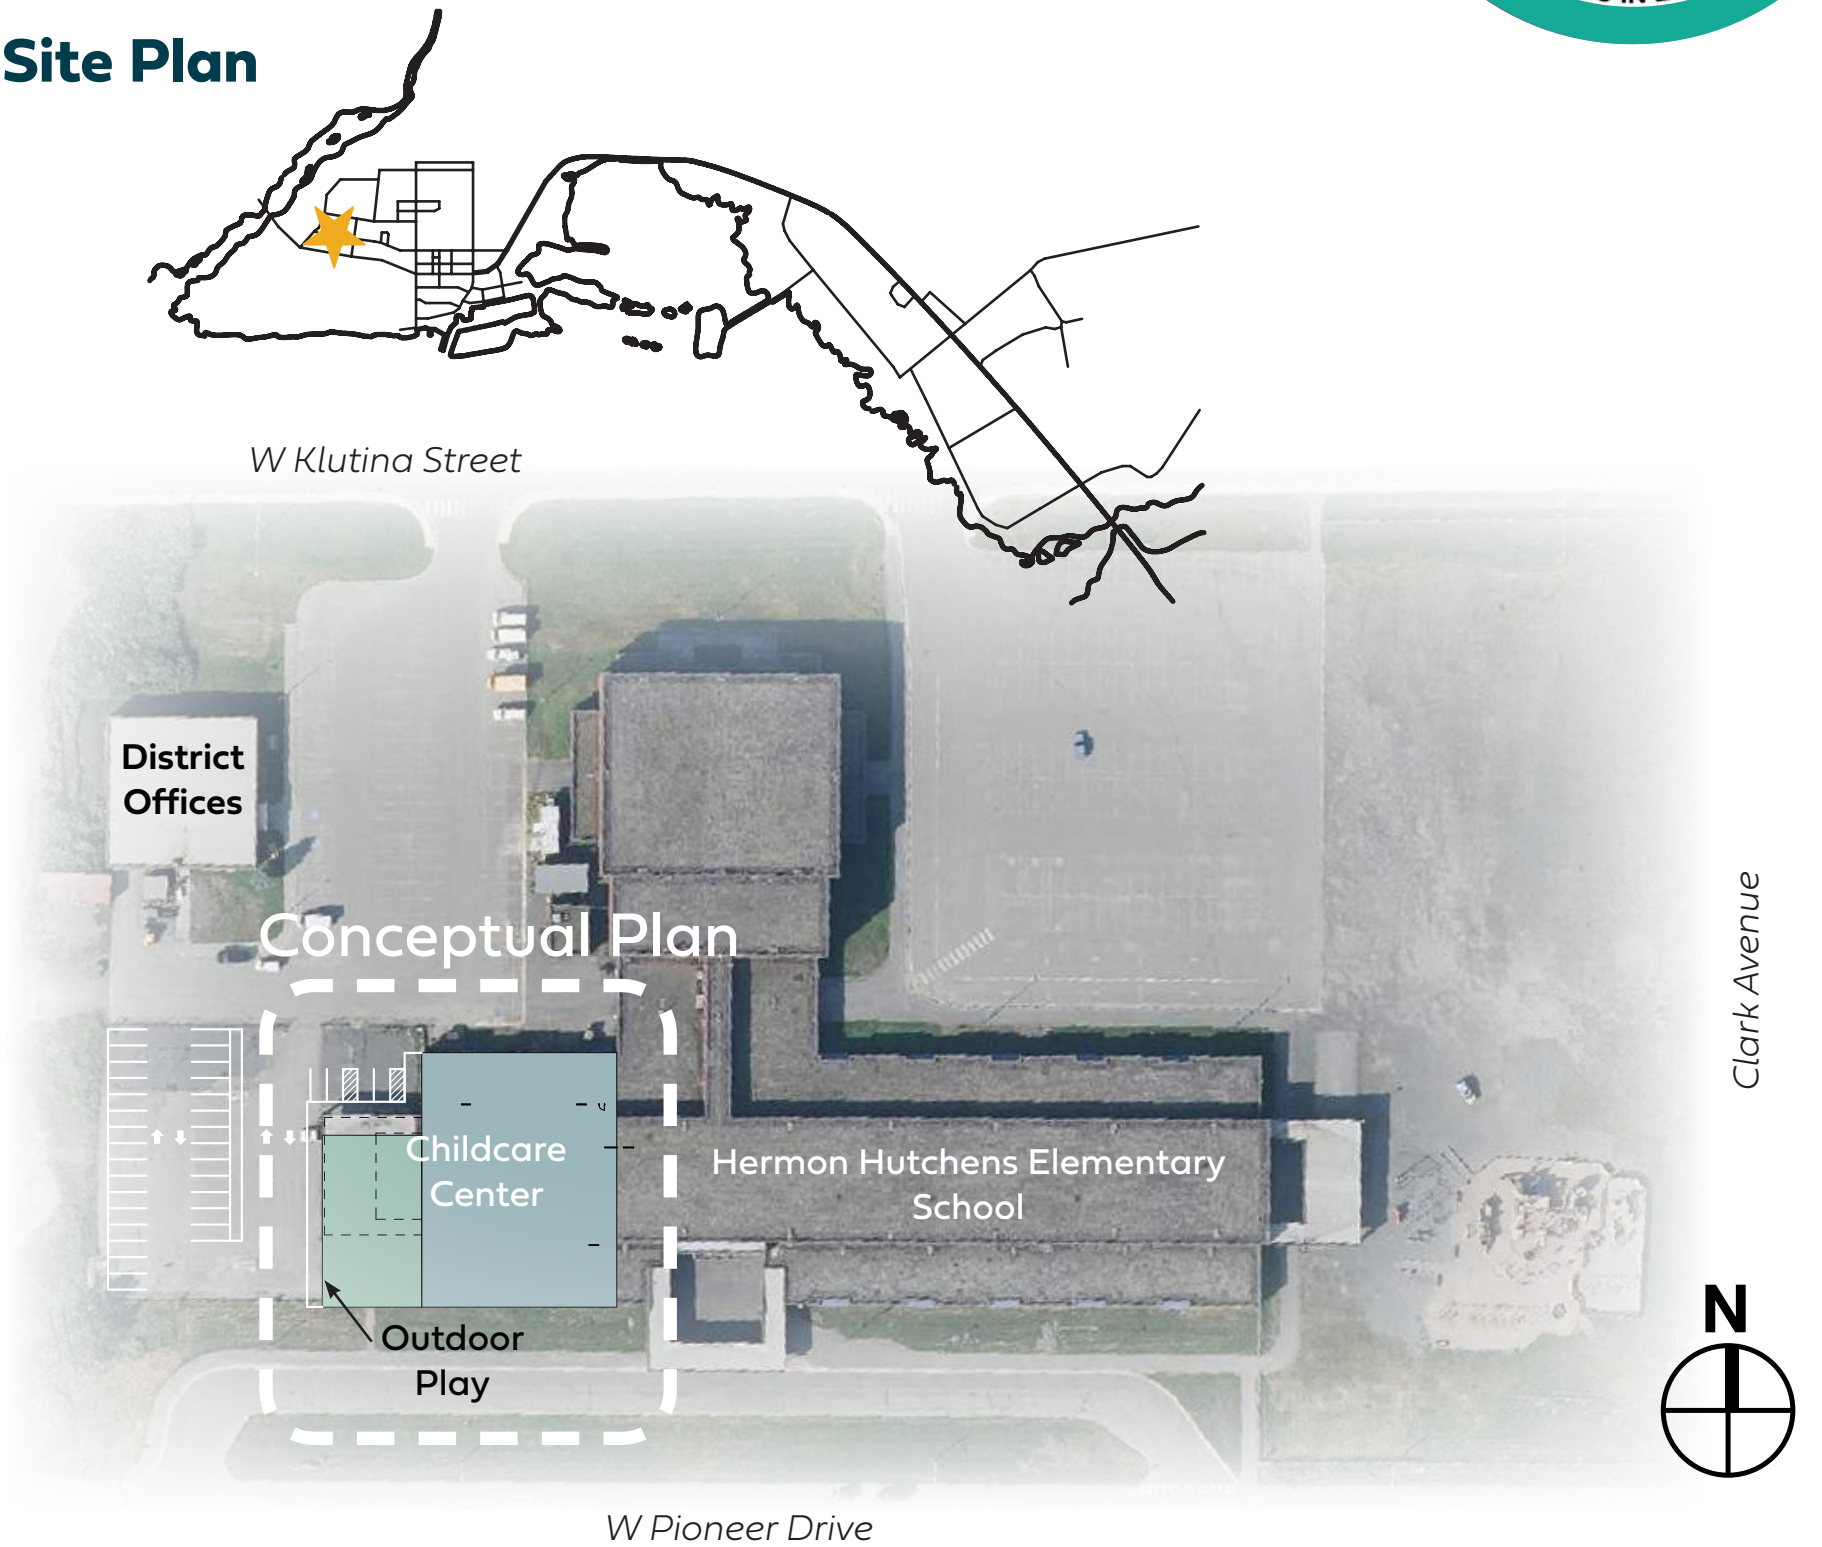 Site Plan
W Klutina Street
District
Offices
Conceptual Plan
Clark Avenue
Childcare
Center
Hermon Hutchens Elementary
School
Outdoor
Play
N
W Pioneer Drive